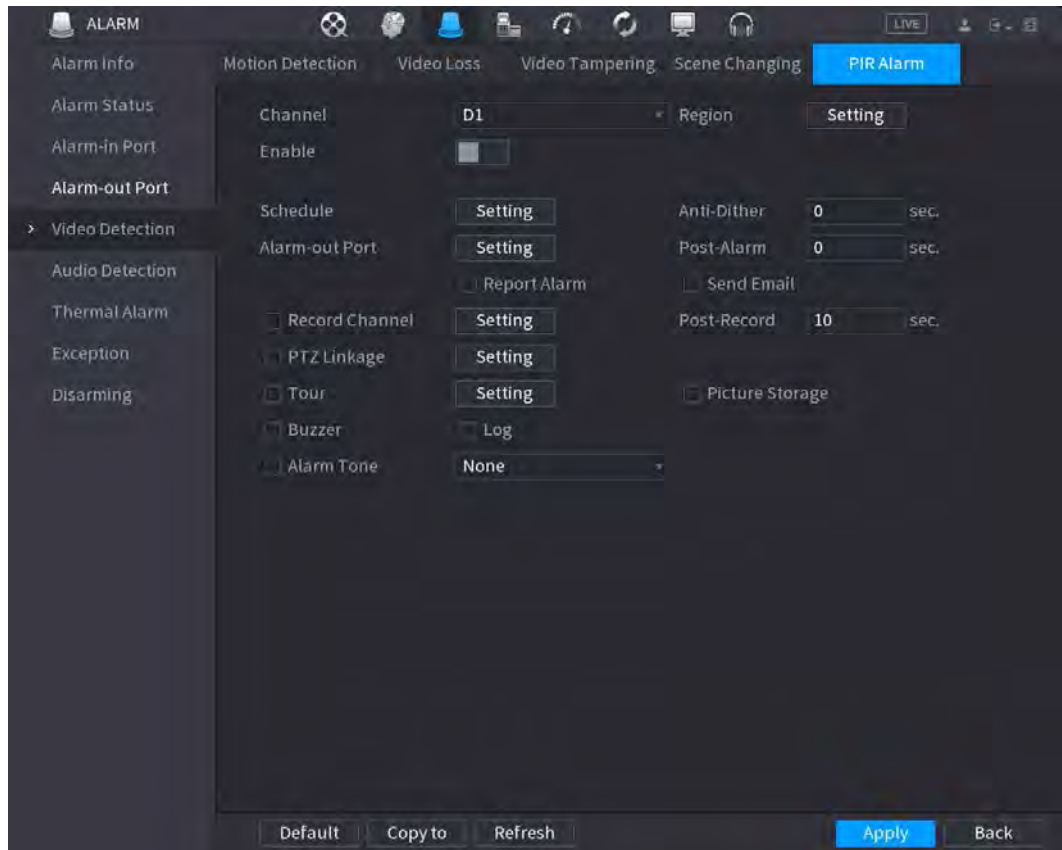 ALARM LIVE
Alarm Info
Alarm Status
Alarm-in Port
Alarm-out Port
Video Detection
Audio Detection
Thermal Alarm
Exception
Disarming
Motion Detection Video Loss Video Tampering Scene Changing PIR Alarm
Channel D1 Region Setting
Enable
Schedule Setting Anti-Dither 0 sec.
Alarm-out Port Setting Post-Alarm 0 sec.
Report Alarm Send Email
Record Channel Setting Post-Record 10 sec.
PTZ Linkage Setting
Tour Setting Picture Storage
Buzzer Log
Alarm Tone None
Default Copy to Refresh Apply Back